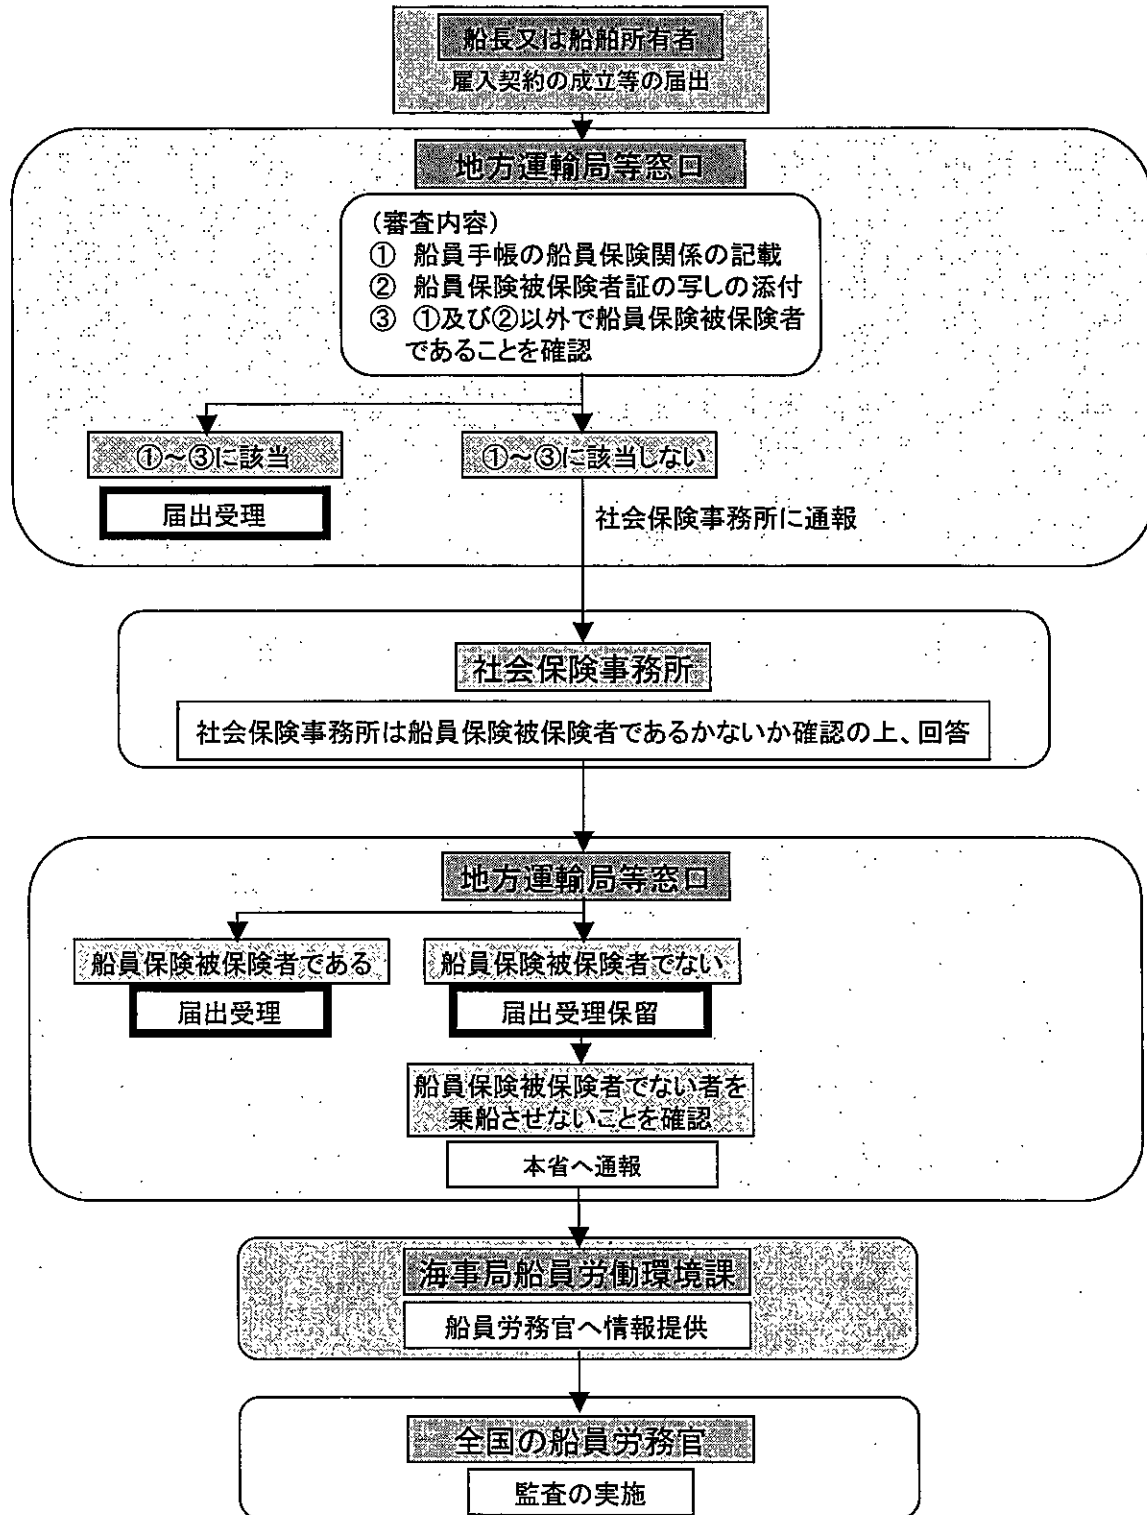 船長又は船舶所有者
雇入契約の成立等の届出
地方運輸局等窓口
(審査内容)
① 船員手帳の船員保険関係の記載
② 船員保険被保険者証の写しの添付
③ ①及び②以外で船員保険被保険者
であることを確認
①~③に該当
①~③に該当しない
届出受理
社会保険事務所に通報
社会保険事務所
社会保険事務所は船員保険被保険者であるかないか確認の上、回答
地方運輸局等窓口
船員保険被保険者である
船員保険被保険者でない
届出受理
届出受理保留
船員保険被保険者でない者を
乗船させないことを確認
本省へ通報
海事局船員労働環境課
船員労務官へ情報提供
全国の船員労務官
監査の実施